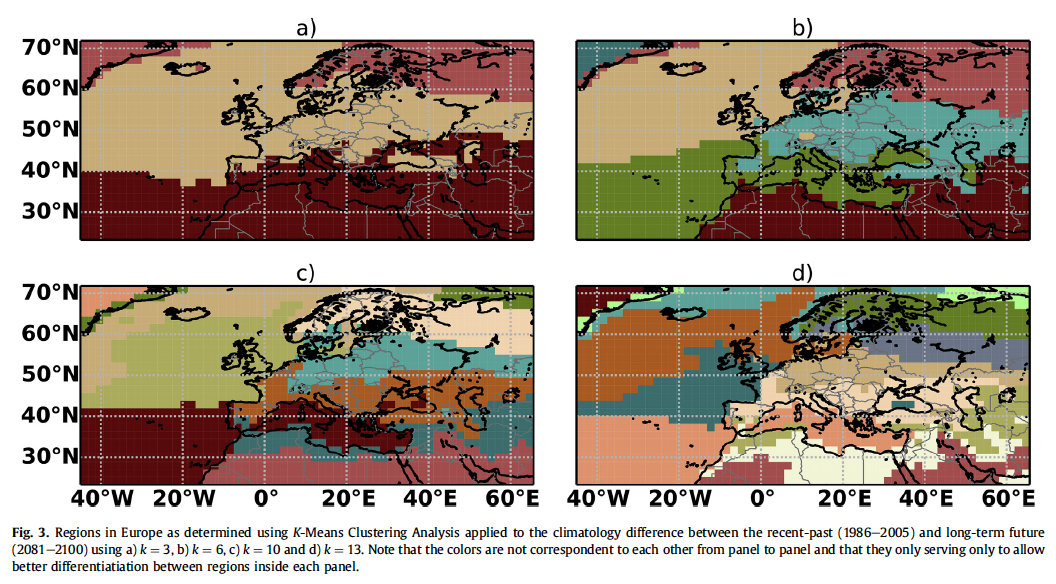 a)
b)
70°N
60°N
50°N
40°N
30°N
c)
d)
70°N
60°N
50°N
40°N
30°N
40°W 20°W 0° 20°E 40°E 60°E
40°W 20°W 0° 20°E 40°E 60°E
Fig. 3. Regions in Europe as determined using K-Means Clustering Analysis applied to the climatology difference between the recent-past (1986–2005) and long-term future
(2081–2100) using a) k = 3, b) k = 6, c) k = 10 and d) k = 13. Note that the colors are not correspondent to each other from panel to panel and that they only serving only to allow
better differentiatiation between regions inside each panel.